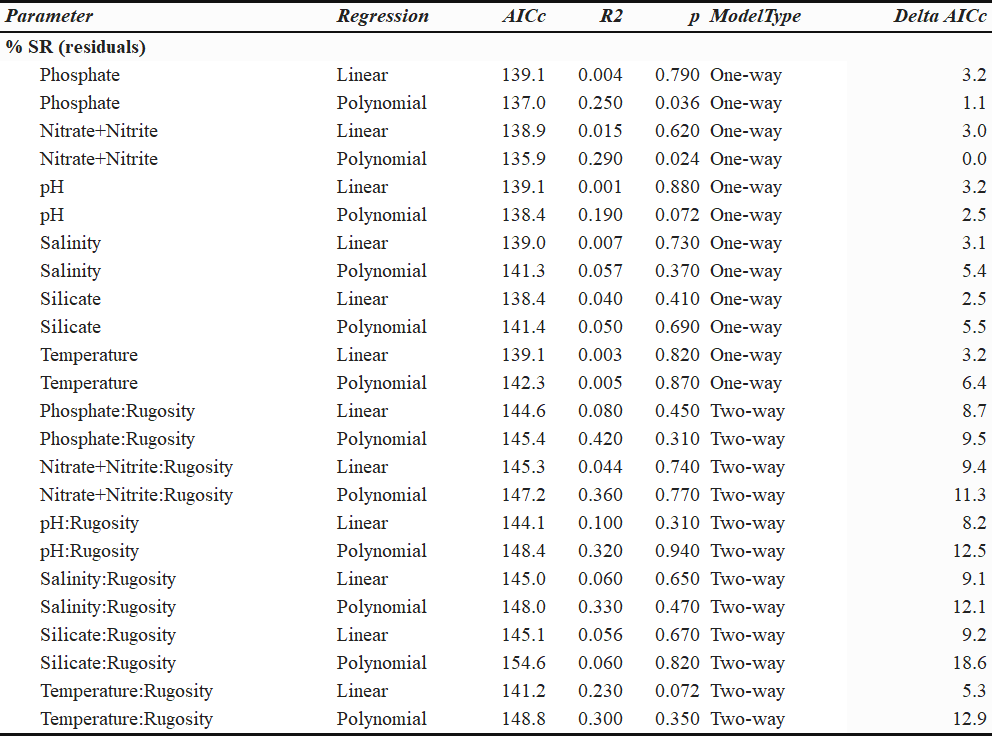 Parameter Regression AICc R2 p ModelType Delta AICc
% SR (residuals)
Phosphate Linear 139.1 0.004 0.790 One-way 3.2
Phosphate Polynomial 137.0 0.250 0.036 One-way 1.1
Nitrate+Nitrite Linear 138.9 0.015 0.620 One-way 3.0
Nitrate+Nitrite Polynomial 135.9 0.290 0.024 One-way 0.0
pH Linear 139.1 0.001 0.880 One-way 3.2
pH Polynomial 138.4 0.190 0.072 One-way 2.5
Salinity Linear 139.0 0.007 0.730 One-way 3.1
Salinity Polynomial 141.3 0.057 0.370 One-way 5.4
Silicate Linear 138.4 0.040 0.410 One-way 2.5
Silicate Polynomial 141.4 0.050 0.690 One-way 5.5
Temperature Linear 139.1 0.003 0.820 One-way 3.2
Temperature Polynomial 142.3 0.005 0.870 One-way 6.4
Phosphate:Rugosity Linear 144.6 0.080 0.450 Two-way 8.7
Phosphate:Rugosity Polynomial 145.4 0.420 0.310 Two-way 9.5
Nitrate+Nitrite:Rugosity Linear 145.3 0.044 0.740 Two-way 9.4
Nitrate+Nitrite:Rugosity Polynomial 147.2 0.360 0.770 Two-way 11.3
pH:Rugosity Linear 144.1 0.100 0.310 Two-way 8.2
pH:Rugosity Polynomial 148.4 0.320 0.940 Two-way 12.5
Salinity:Rugosity Linear 145.0 0.060 0.650 Two-way 9.1
Salinity:Rugosity Polynomial 148.0 0.330 0.470 Two-way 12.1
Silicate:Rugosity Linear 145.1 0.056 0.670 Two-way 9.2
Silicate:Rugosity Polynomial 154.6 0.060 0.820 Two-way 18.6
Temperature:Rugosity Linear 141.2 0.230 0.072 Two-way 5.3
Temperature:Rugosity Polynomial 148.8 0.300 0.350 Two-way 12.9